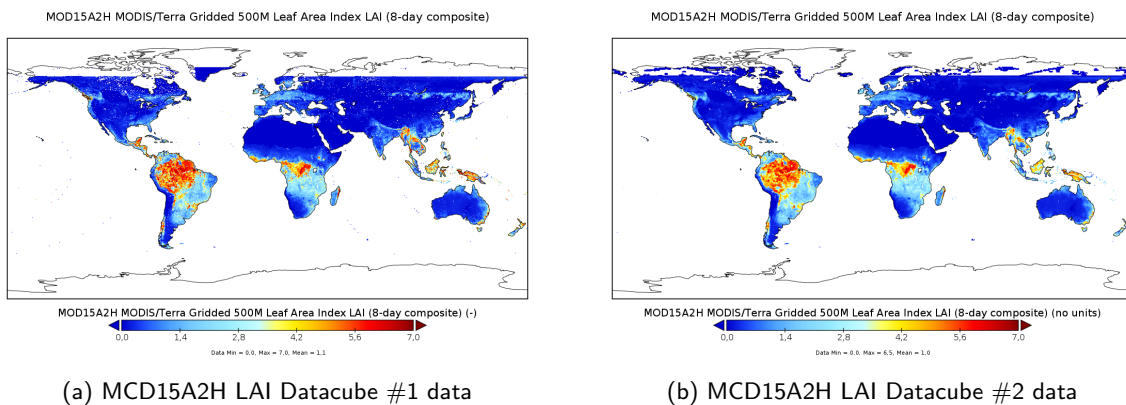 MOD15A2H MODIS/Terra Gridded 500M Leaf Area Index LAI (8-day composite)
MOD15A2H MODIS/Terra Gridded 500M Leaf Area Index LAI (8-day composite) (-)
0,0 1,4 2,8 4,2 5,6 7,0
Data Min = 0.0, Max = 7.0, Mean = 1.1
(a) MCD15A2H LAI Datacube #1 data
MOD15A2H MODIS/Terra Gridded 500M Leaf Area Index LAI (8-day composite)
MOD15A2H MODIS/Terra Gridded 500M Leaf Area Index LAI (8-day composite) (no units)
0,0 1,4 2,8 4,2 5,6 7,0
Data Min = 0.0, Max = 6.5, Mean = 1.0
(b) MCD15A2H LAI Datacube #2 data